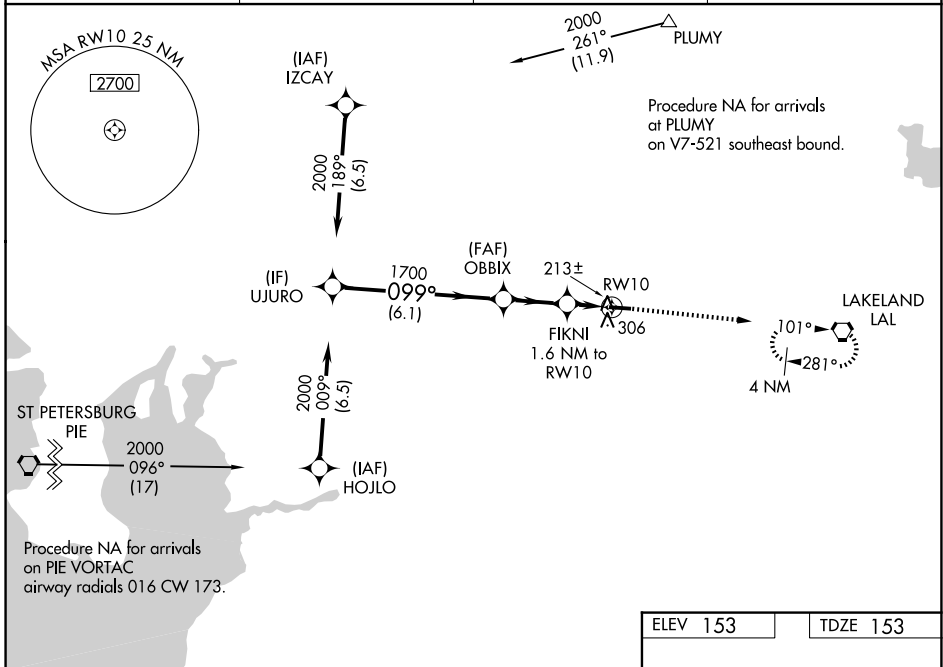 MSA RW10 25 NM
2700
(IAF)
IZCAY
2000
189°
(6.5)
2000
261°
(11.9)
PLUMY
Procedure NA for arrivals
at PLUMY
on V7-521 southeast bound.
(IF)
UJURO
1700
099°
(6.1)
(FAF)
OBBIX
213±
RW10
306
FIKNI
1.6 NM to
RW10
LAKELAND
LAL
101°
281°
4 NM
2000
009°
(6.5)
(IAF)
HOJLO
ST PETERSBURG
PIE
2000
096°
(17)
Procedure NA for arrivals
on PIE VORTAC
airway radials 016 CW 173.
ELEV 153
TDZE 153